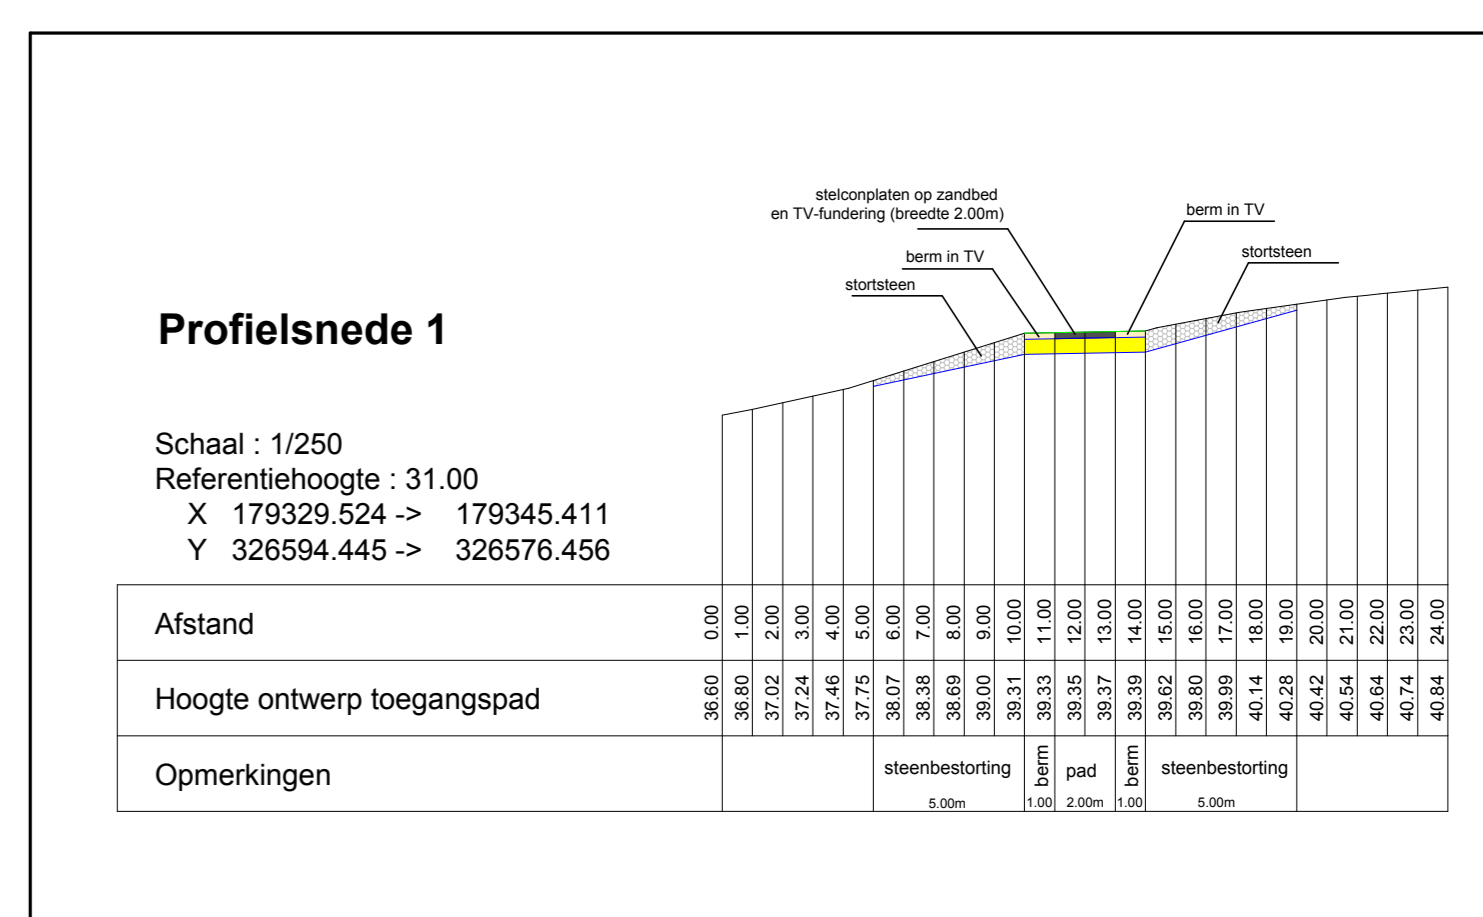 stelconplaten op zandbed
en TV-fundering (breedte 2.00m)
berm in TV
berm in TV
stortsteen
stortsteen
Profielsnede 1
Schaal : 1/250
Referentiehoogte : 31.00
X 179329.524 -> 179345.411
Y 326594.445 -> 326576.456
Afstand 0.00 1.00 2.00 3.00 4.00 5.00 6.00 7.00 8.00 9.00 10.00 11.00 12.00 13.00 14.00 15.00 16.00 17.00 18.00 19.00 20.00 21.00 22.00 23.00 24.00
Hoogte ontwerp toegangspad 36.60 36.80 37.02 37.24 37.46 37.75 38.07 38.38 38.69 39.00 39.31 39.33 39.35 39.37 39.39 39.62 39.80 39.99 40.14 40.28 40.42 40.54 40.64 40.74 40.84
Opmerkingen steenbestorting berm pad berm steenbestorting
5.00m 1.00 2.00m 1.00 5.00m